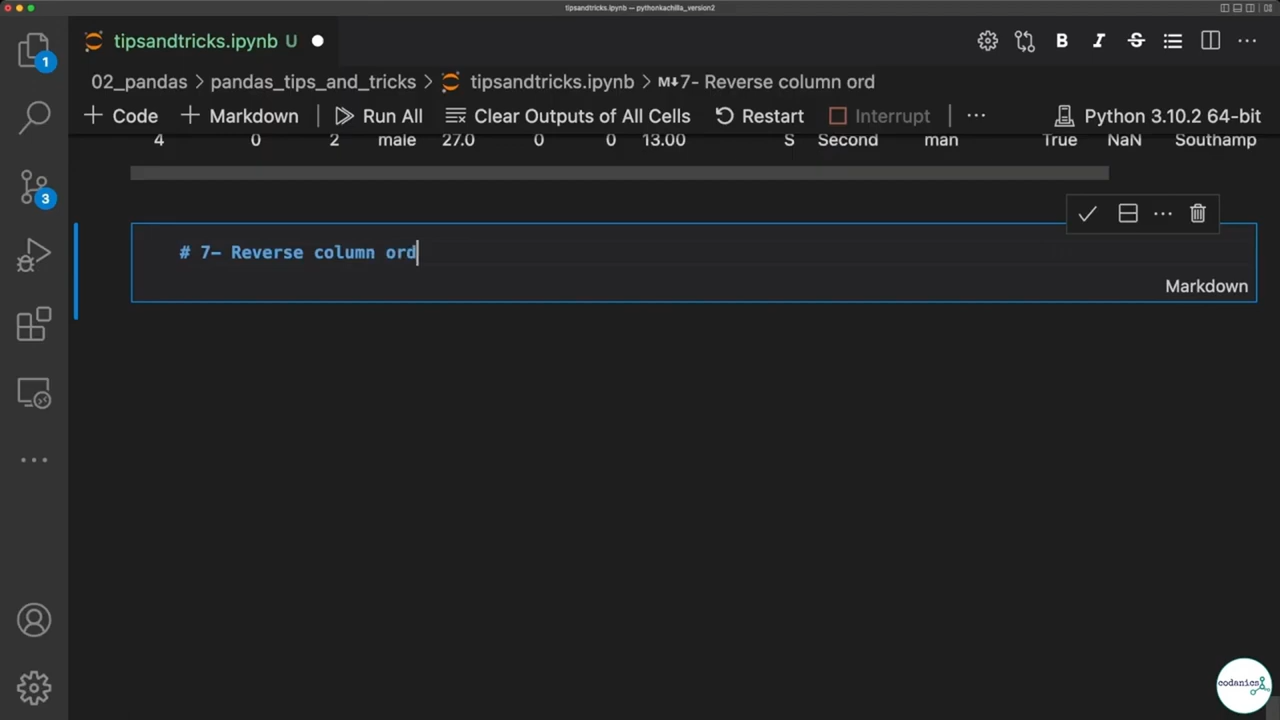 tipsandtricks.ipynb — pythonkachilla_version2
tipsandtricks.ipynb U
02_pandas > pandas_tips_and_tricks > tipsandtricks.ipynb > M↓7- Reverse column ord
+ Code + Markdown Run All Clear Outputs of All Cells Restart Interrupt ... Python 3.10.2 64-bit
4 0 2 male 27.0 0 0 13.00 S Second man True NaN Southamp
# 7- Reverse column ord
Markdown
1
3
codanics